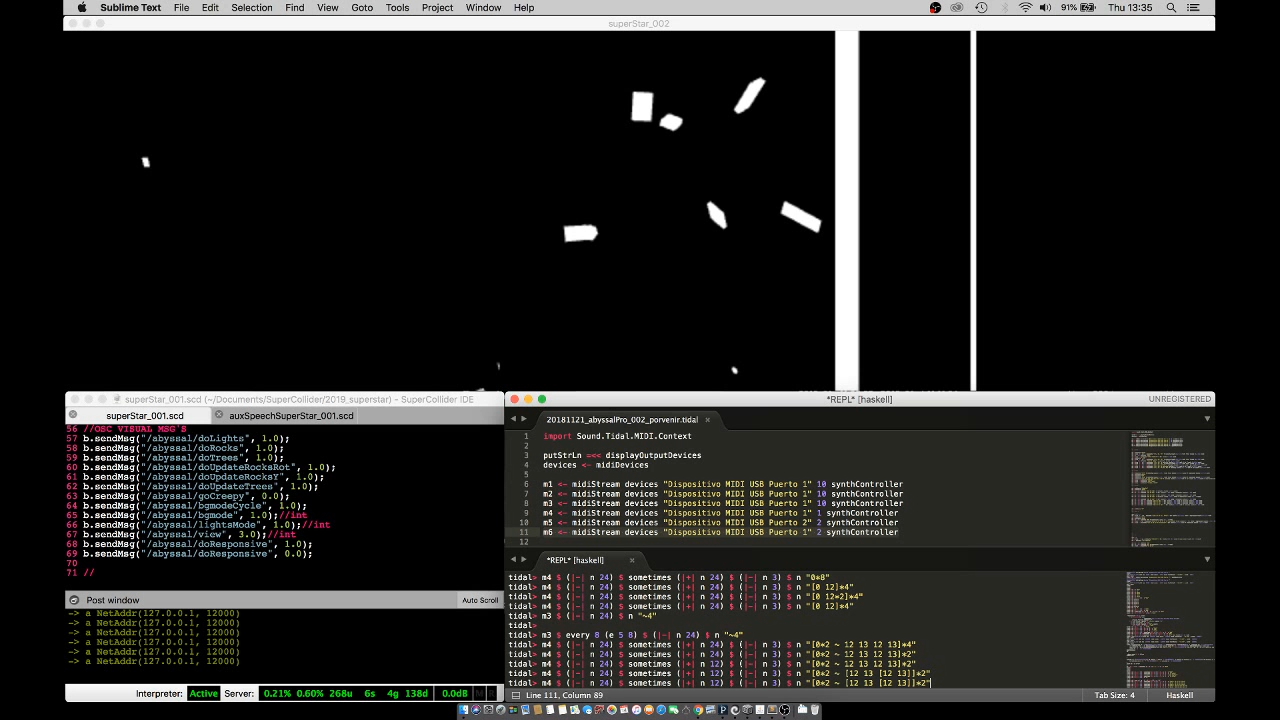 Sublime Text File Edit Selection Find View Goto Tools Project Window Help 91% Thu 13:35
superStar_002
superStar_001.scd (~/Documents/SuperCollider/2019_superstar) – SuperCollider IDE
superStar_001.scd auxSpeechSuperStar_001.scd
56 //OSC VISUAL MSG'S
57 b.sendMsg("/abyssal/doLights", 1.0);
58 b.sendMsg("/abyssal/doRocks", 1.0);
59 b.sendMsg("/abyssal/doTrees", 1.0);
60 b.sendMsg("/abyssal/doUpdateRocksRot", 1.0);
61 b.sendMsg("/abyssal/doUpdateRocksY", 1.0);
62 b.sendMsg("/abyssal/doUpdateTrees", 1.0);
63 b.sendMsg("/abyssal/goCreepy", 0.0);
64 b.sendMsg("/abyssal/bgmodeCycle", 1.0);
65 b.sendMsg("/abyssal/bgmode", 1.0);//int
66 b.sendMsg("/abyssal/lightsMode", 1.0);//int
67 b.sendMsg("/abyssal/view", 3.0);//int
68 b.sendMsg("/abyssal/doResponsive", 1.0);
69 b.sendMsg("/abyssal/doResponsive", 0.0);
70
71 //
Post window Auto Scroll
-> a NetAddr(127.0.0.1, 12000)
-> a NetAddr(127.0.0.1, 12000)
-> a NetAddr(127.0.0.1, 12000)
-> a NetAddr(127.0.0.1, 12000)
-> a NetAddr(127.0.0.1, 12000)
-> a NetAddr(127.0.0.1, 12000)
Interpreter: Active Server: 0.21% 0.60% 268u 6s 4g 138d 0.0dB M R
*REPL* [haskell] UNREGISTERED
20181121_abyssalPro_002_porvenir.tidal
1 import Sound.Tidal.MIDI.Context
2
3 putStrLn =<< displayOutputDevices
4 devices <- midiDevices
5
6 m1 <- midiStream devices "Dispositivo MIDI USB Puerto 1" 10 synthController
7 m2 <- midiStream devices "Dispositivo MIDI USB Puerto 1" 10 synthController
8 m3 <- midiStream devices "Dispositivo MIDI USB Puerto 1" 10 synthController
9 m4 <- midiStream devices "Dispositivo MIDI USB Puerto 1" 1 synthController
10 m5 <- midiStream devices "Dispositivo MIDI USB Puerto 2" 2 synthController
11 m6 <- midiStream devices "Dispositivo MIDI USB Puerto 1" 2 synthController
12
*REPL* [haskell]
tidal> m4 $ (|-| n 24) $ sometimes (|+| n 24) $ (|-| n 3) $ n "0*8"
tidal> m4 $ (|-| n 24) $ sometimes (|+| n 24) $ (|-| n 3) $ n "[0 12]*4"
tidal> m4 $ (|-| n 24) $ sometimes (|+| n 24) $ (|-| n 3) $ n "[0 12*2]*4"
tidal> m4 $ (|-| n 24) $ sometimes (|+| n 24) $ (|-| n 3) $ n "[0 12]*4"
tidal> m3 $ (|-| n 24) $ n "~4"
tidal>
tidal> m3 $ every 8 (e 5 8) $ (|-| n 24) $ n "~4"
tidal> m4 $ (|-| n 24) $ sometimes (|+| n 24) $ (|-| n 3) $ n "[0*2 ~ 12 13 12 13]*4"
tidal> m4 $ (|-| n 24) $ sometimes (|+| n 24) $ (|-| n 3) $ n "[0*2 ~ 12 13 12 13]*2"
tidal> m4 $ (|-| n 24) $ sometimes (|+| n 12) $ (|-| n 3) $ n "[0*2 ~ 12 13 12 13]*2"
tidal> m4 $ (|-| n 24) $ sometimes (|+| n 12) $ (|-| n 3) $ n "[0*2 ~ [12 13 [12 13]]*2"
tidal> m4 $ (|-| n 24) $ sometimes (|+| n 12) $ (|-| n 3) $ n "[0*2 ~ [12 13 [12 13]]*2"
Line 111, Column 89 Tab Size: 4 Haskell